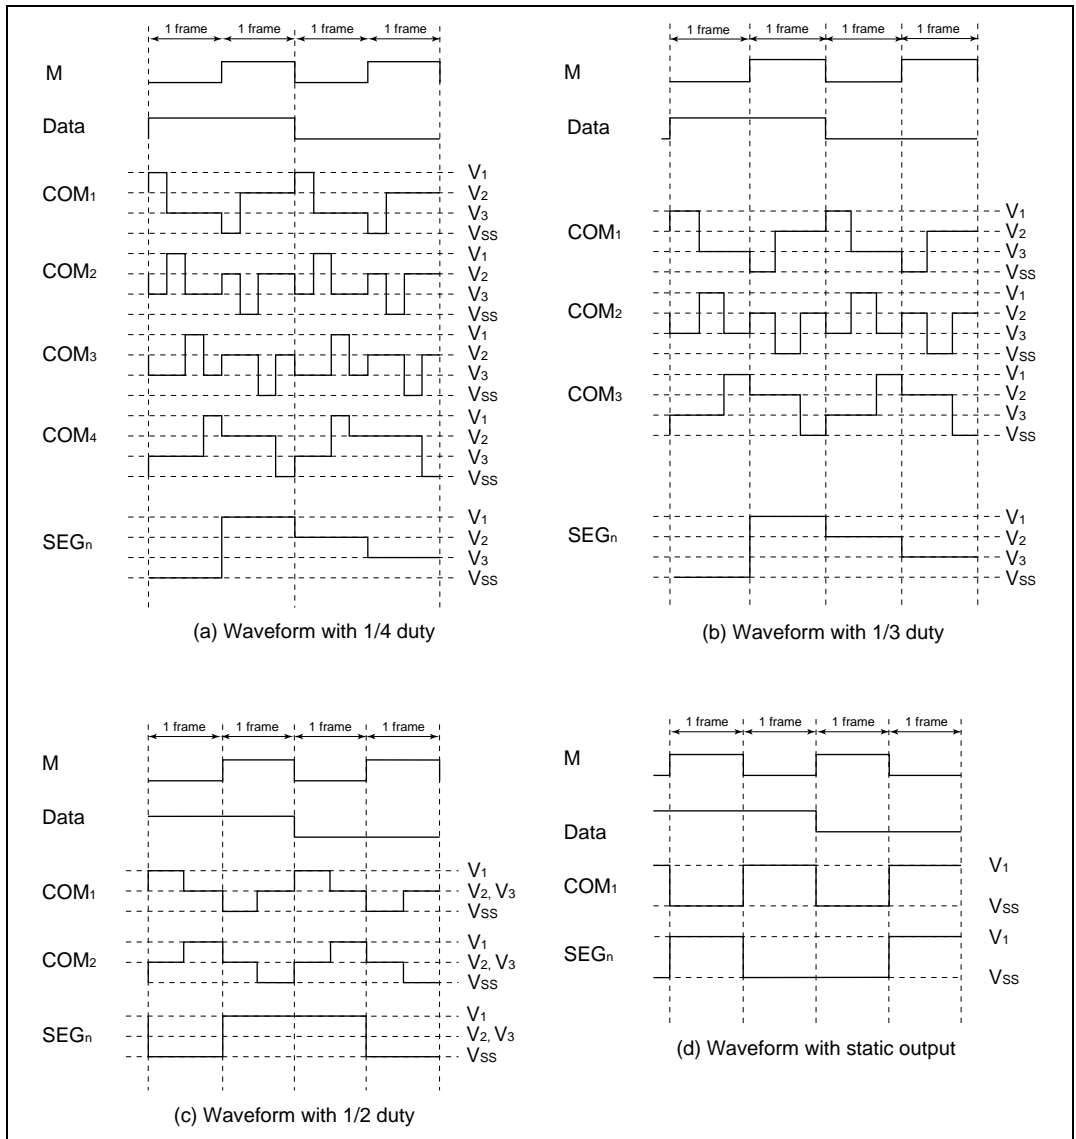 1 frame 1 frame 1 frame 1 frame
M
Data
COM1
V1
V2
V3
VSS
COM2
V1
V2
V3
VSS
COM3
V1
V2
V3
VSS
COM4
V1
V2
V3
VSS
SEGn
V1
V2
V3
VSS
(a) Waveform with 1/4 duty
1 frame 1 frame 1 frame 1 frame
M
Data
COM1
V1
V2
V3
VSS
COM2
V1
V2
V3
VSS
COM3
V1
V2
V3
VSS
SEGn
V1
V2
V3
VSS
(b) Waveform with 1/3 duty
1 frame 1 frame 1 frame 1 frame
M
Data
COM1
V1
V2, V3
VSS
COM2
V1
V2, V3
VSS
SEGn
V1
V2, V3
VSS
(c) Waveform with 1/2 duty
1 frame 1 frame 1 frame 1 frame
M
Data
COM1
V1
VSS
SEGn
V1
VSS
(d) Waveform with static output